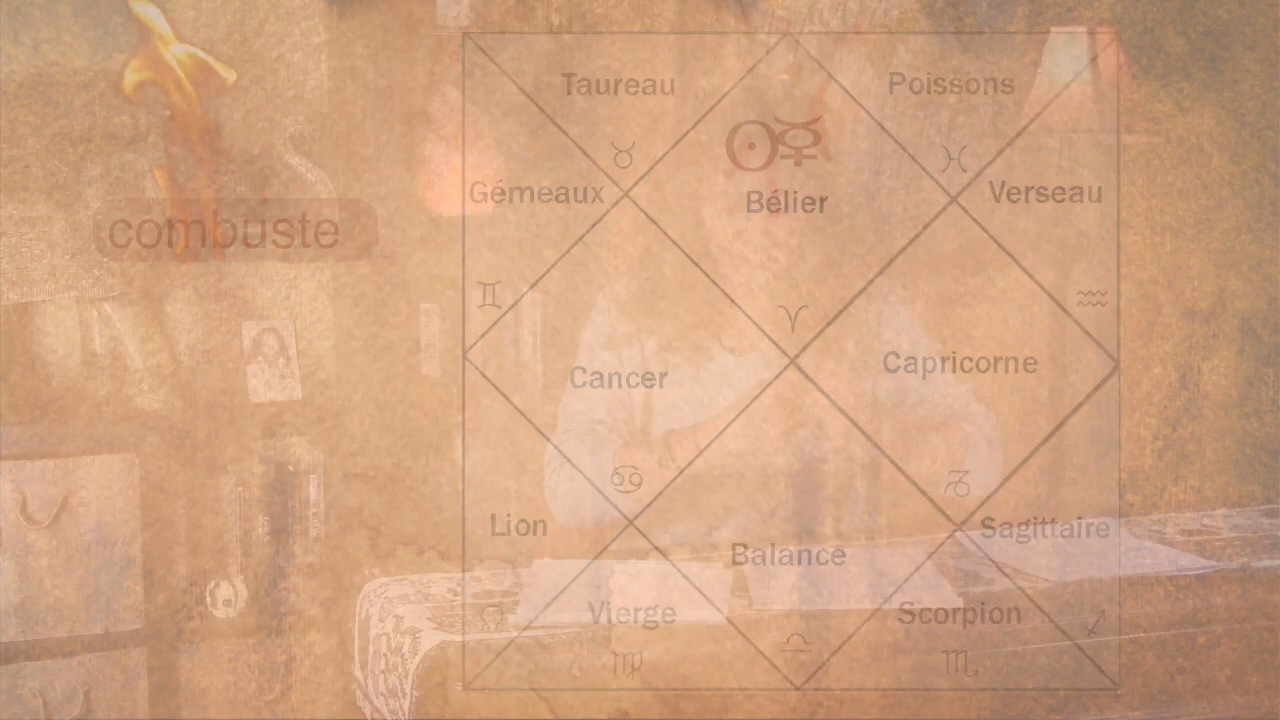 Taureau
Poissons
Gémeaux
Bélier
Verseau
combuste
Cancer
Capricorne
Lion
Balance
Sagittaire
Vierge
Scorpion